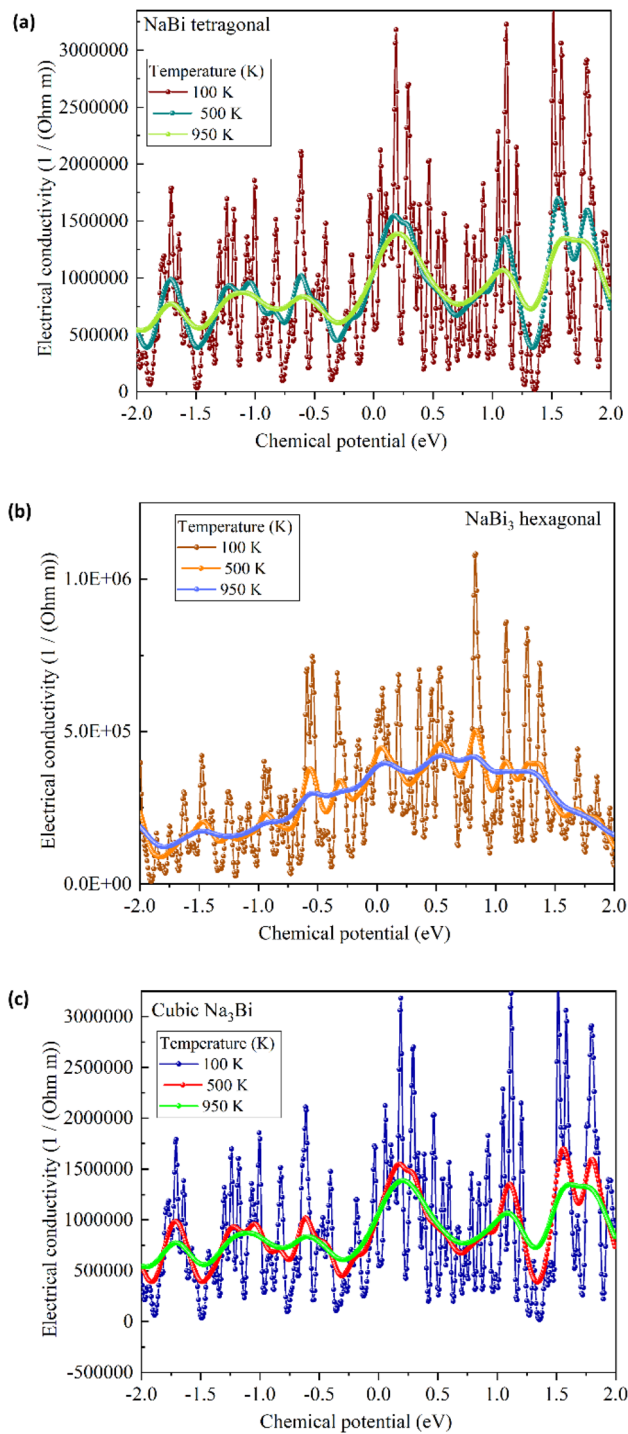 (a)
NaBi tetragonal
Temperature (K)
100 K
500 K
950 K
Electrical conductivity (1 / (Ohm m))
3000000
2500000
2000000
1500000
1000000
500000
0
-2.0 -1.5 -1.0 -0.5 0.0 0.5 1.0 1.5 2.0
Chemical potential (eV)
(b)
NaBi3 hexagonal
Temperature (K)
100 K
500 K
950 K
Electrical conductivity (1 / (Ohm m))
1.0E+06
5.0E+05
0.0E+00
-2.0 -1.5 -1.0 -0.5 0.0 0.5 1.0 1.5 2.0
Chemical potential (eV)
(c)
Cubic Na3Bi
Temperature (K)
100 K
500 K
950 K
Electrical conductivity (1 / (Ohm m))
3000000
2500000
2000000
1500000
1000000
500000
0
-500000
-2.0 -1.5 -1.0 -0.5 0.0 0.5 1.0 1.5 2.0
Chemical potential (eV)